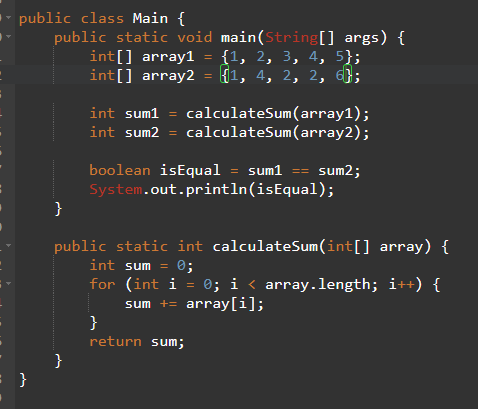 public class Main {
    public static void main(String[] args) {
        int[] array1 = {1, 2, 3, 4, 5};
        int[] array2 = {1, 4, 2, 2, 6};

        int sum1 = calculateSum(array1);
        int sum2 = calculateSum(array2);

        boolean isEqual = sum1 == sum2;
        System.out.println(isEqual);
    }

    public static int calculateSum(int[] array) {
        int sum = 0;
        for (int i = 0; i < array.length; i++) {
            sum += array[i];
        }
        return sum;
    }
}